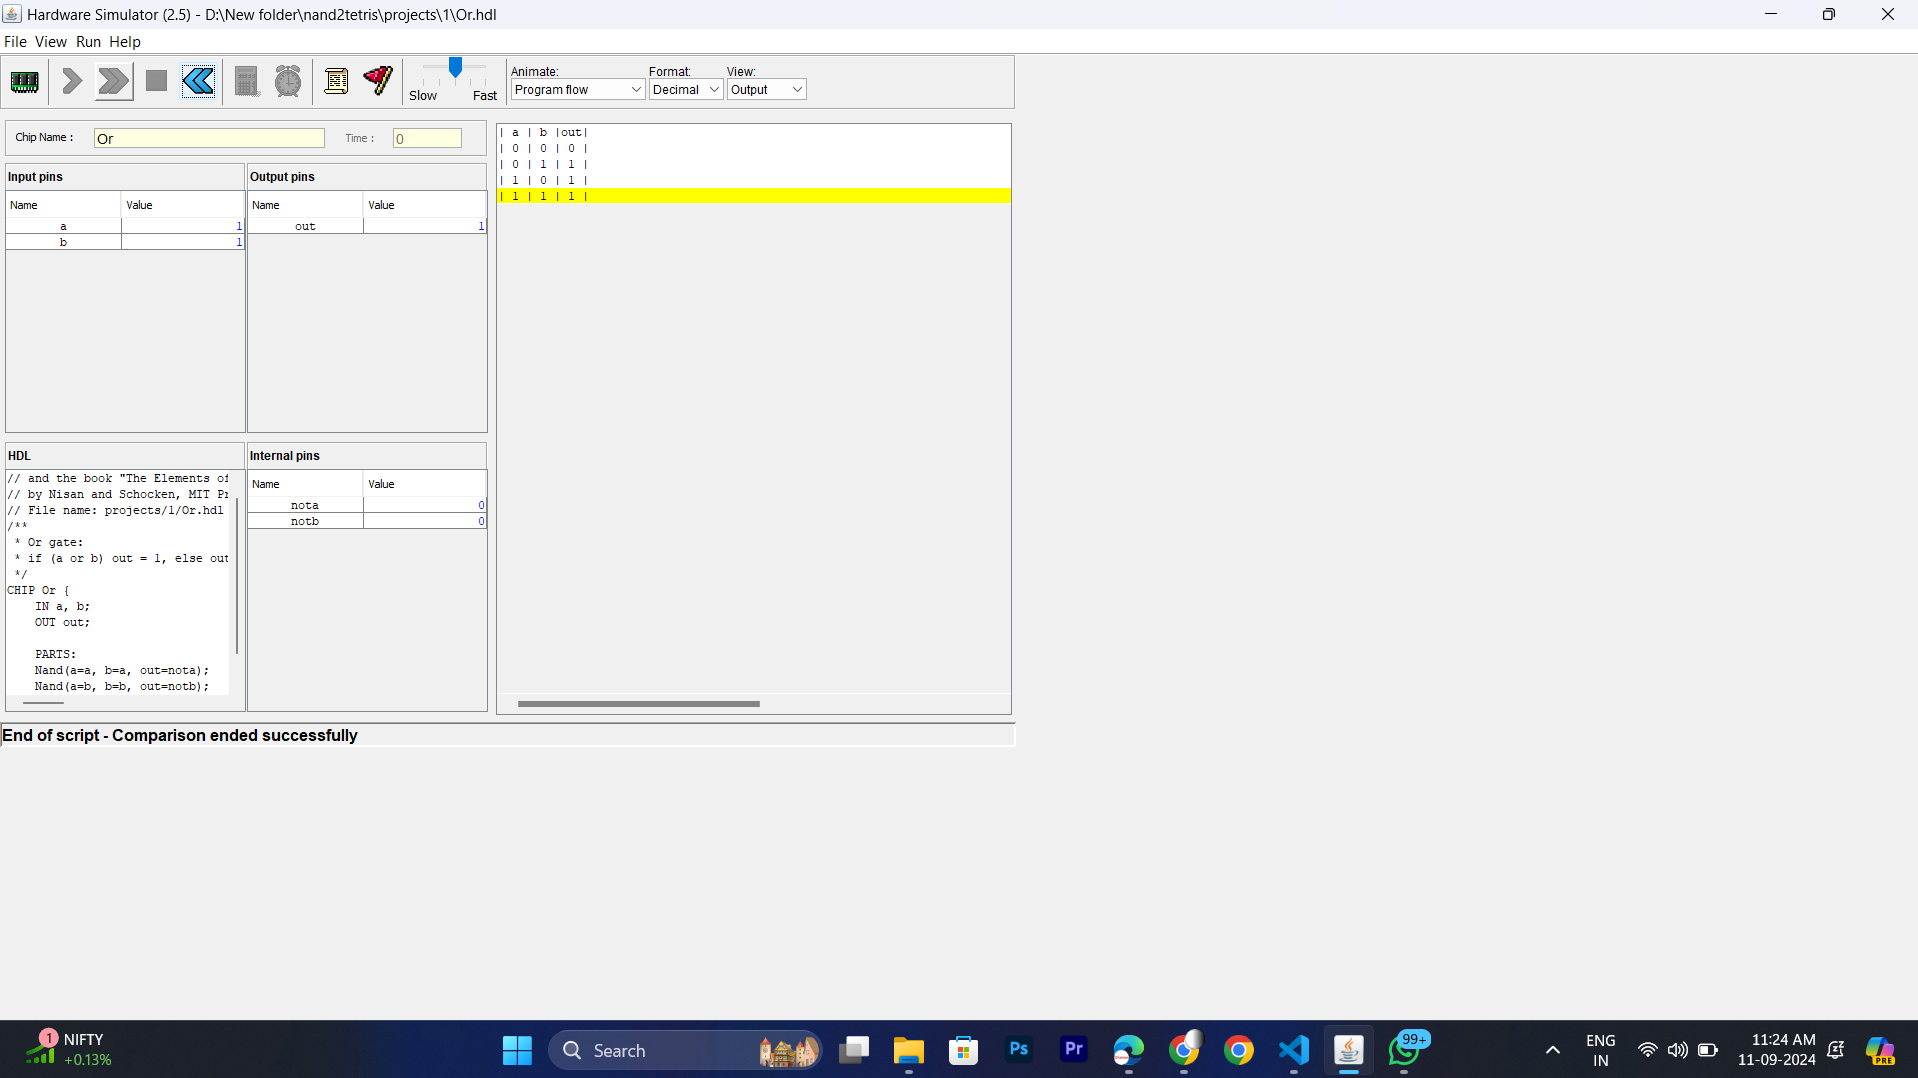 Hardware Simulator (2.5) - D:\New folder\nand2tetris\projects\1\Or.hdl
File View Run Help
Slow Fast
Animate: Format: View:
Program flow Decimal Output
Chip Name : Or Time : 0
Input pins Output pins
Name Value Name Value
a 1 out 1
b 1
| a | b |out|
| 0 | 0 | 0 |
| 0 | 1 | 1 |
| 1 | 0 | 1 |
| 1 | 1 | 1 |
HDL
// and the book "The Elements of
// by Nisan and Schocken, MIT Pr
// File name: projects/1/Or.hdl
/**
* Or gate:
* if (a or b) out = 1, else out
*/
CHIP Or {
IN a, b;
OUT out;
PARTS:
Nand(a=a, b=a, out=nota);
Nand(a=b, b=b, out=notb);
Internal pins
Name Value
nota 0
notb 0
End of script - Comparison ended successfully
1 NIFTY
+0.13%
Search
Ps
Pr
99+
ENG
IN
11:24 AM
11-09-2024
PRE